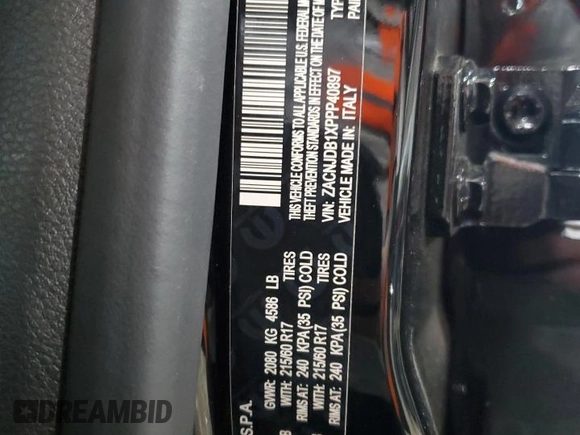 S.P.A.
GVWR: 2080 KG 4586 LB
WITH: 215/60 R17 TIRES
RIMS AT: 240 KPA(35 PSI) COLD
WITH: 215/60 R17 TIRES
RIMS AT: 240 KPA(35 PSI) COLD
THIS VEHICLE CONFORMS TO ALL APPLICABLE U.S. FEDERAL
THEFT PREVENTION STANDARDS IN EFFECT ON THE DATE OF
VIN: ZACNJDB1XPPP40897
VEHICLE MADE IN: ITALY
DREAMBID